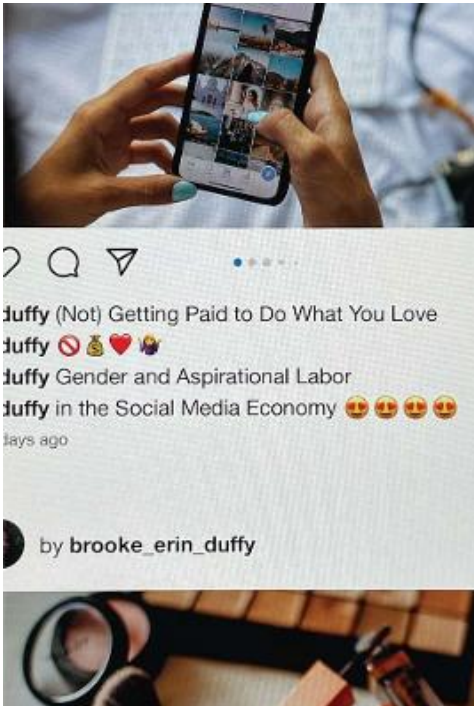 duffy (Not) Getting Paid to Do What You Love
duffy 🚫💰❤️🤷‍♀️
duffy Gender and Aspirational Labor
duffy in the Social Media Economy 😍😍😍😍
days ago
by brooke_erin_duffy